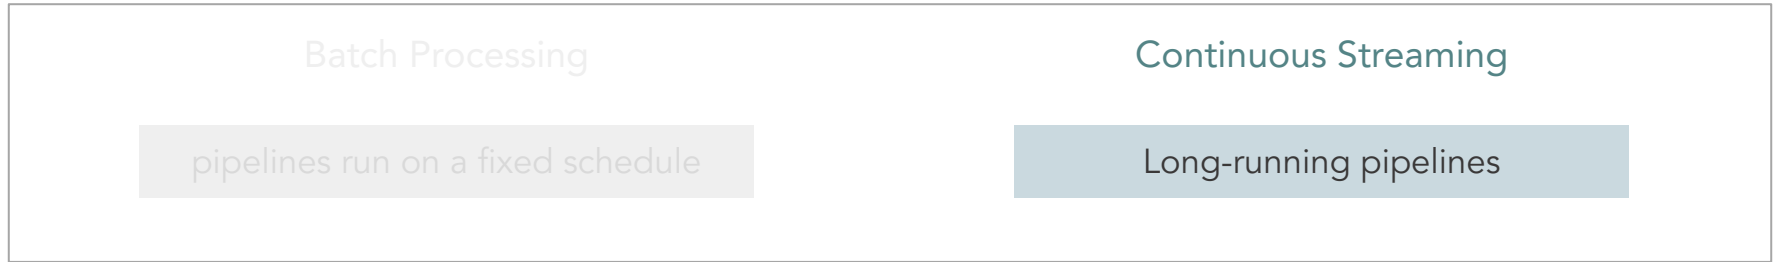 Batch Processing
Continuous Streaming
pipelines run on a fixed schedule
Long-running pipelines